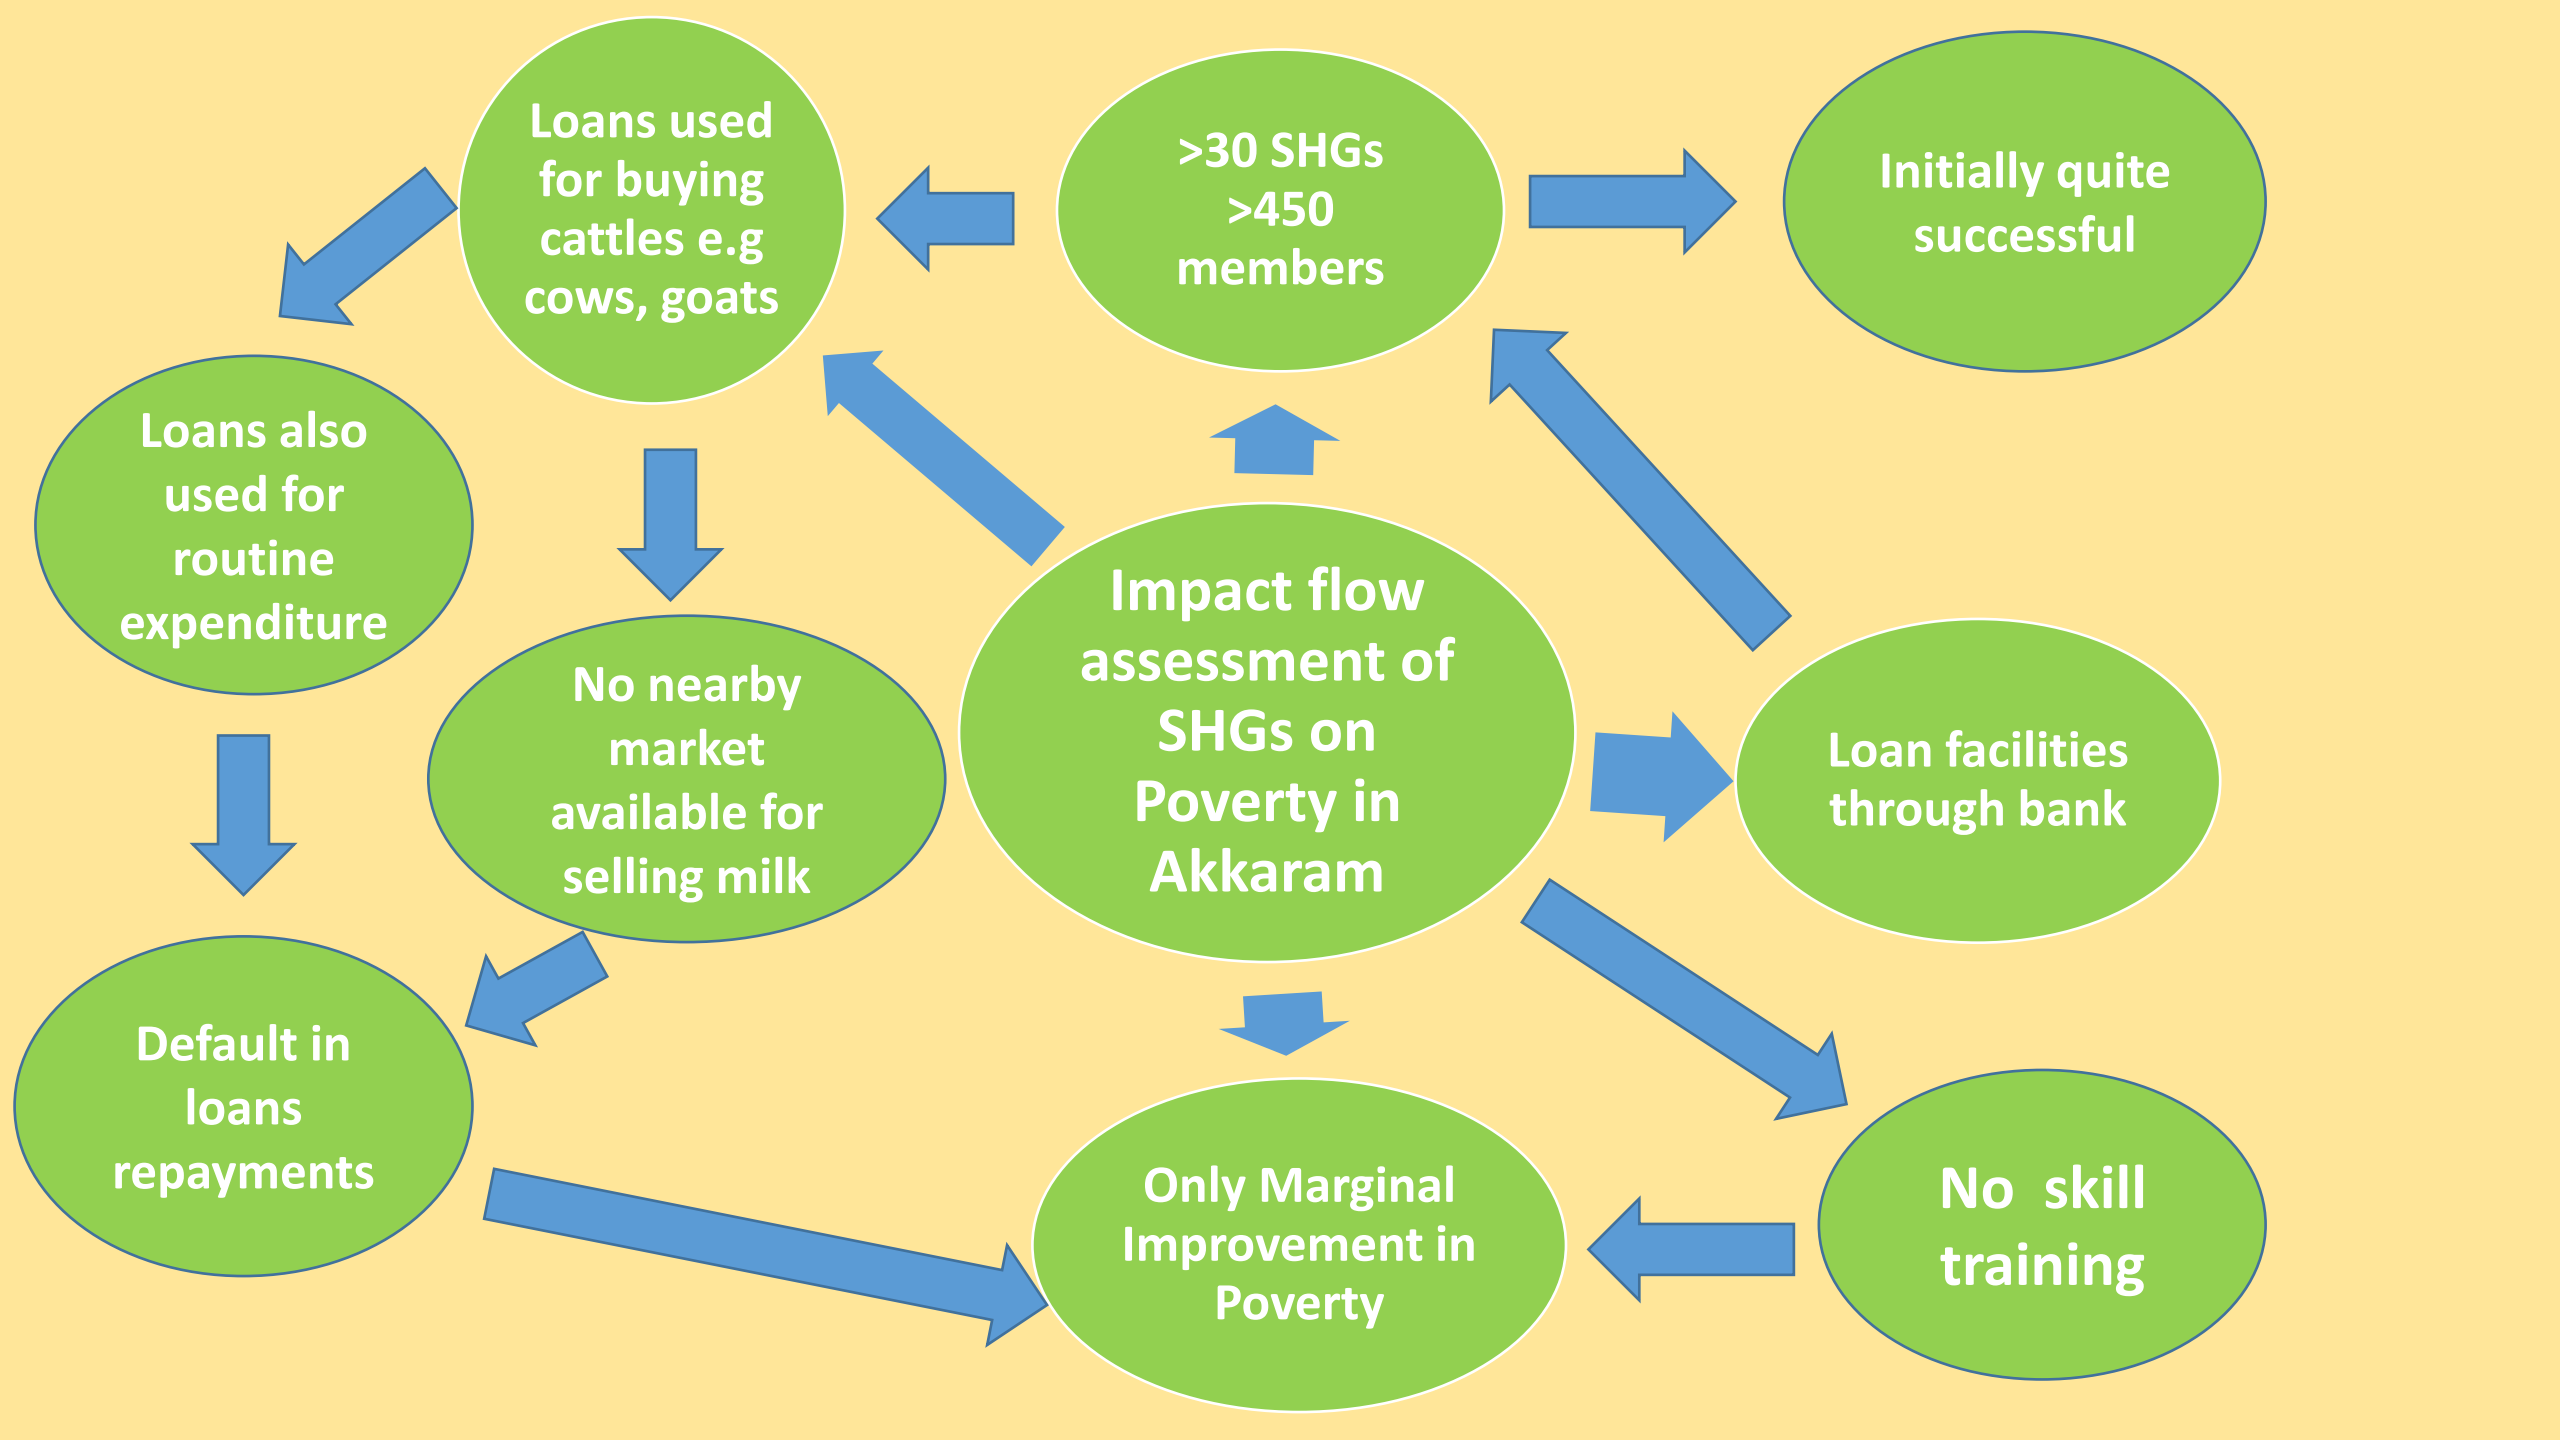 Loans used
for buying
cattles e.g
cows, goats
>30 SHGs
>450
members
Initially quite
successful
Loans also
used for
routine
expenditure
No nearby
market
available for
selling milk
Impact flow
assessment of
SHGs on
Poverty in
Akkaram
Loan facilities
through bank
Default in
loans
repayments
Only Marginal
Improvement in
Poverty
No  skill
training